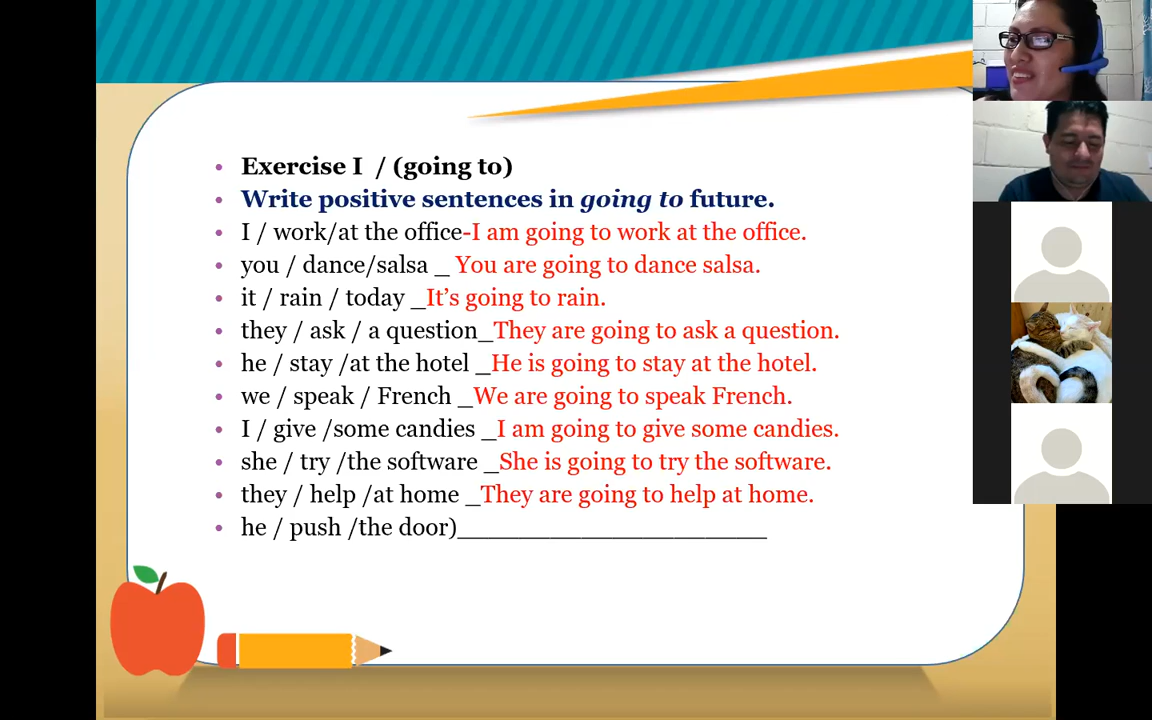 Exercise I / (going to)
Write positive sentences in going to future.
I / work/at the office-I am going to work at the office.
you / dance/salsa _ You are going to dance salsa.
it / rain / today _It's going to rain.
they / ask / a question_They are going to ask a question.
he / stay /at the hotel _He is going to stay at the hotel.
we / speak / French _We are going to speak French.
I / give /some candies _I am going to give some candies.
she / try /the software _She is going to try the software.
they / help /at home _They are going to help at home.
he / push /the door)_________________________